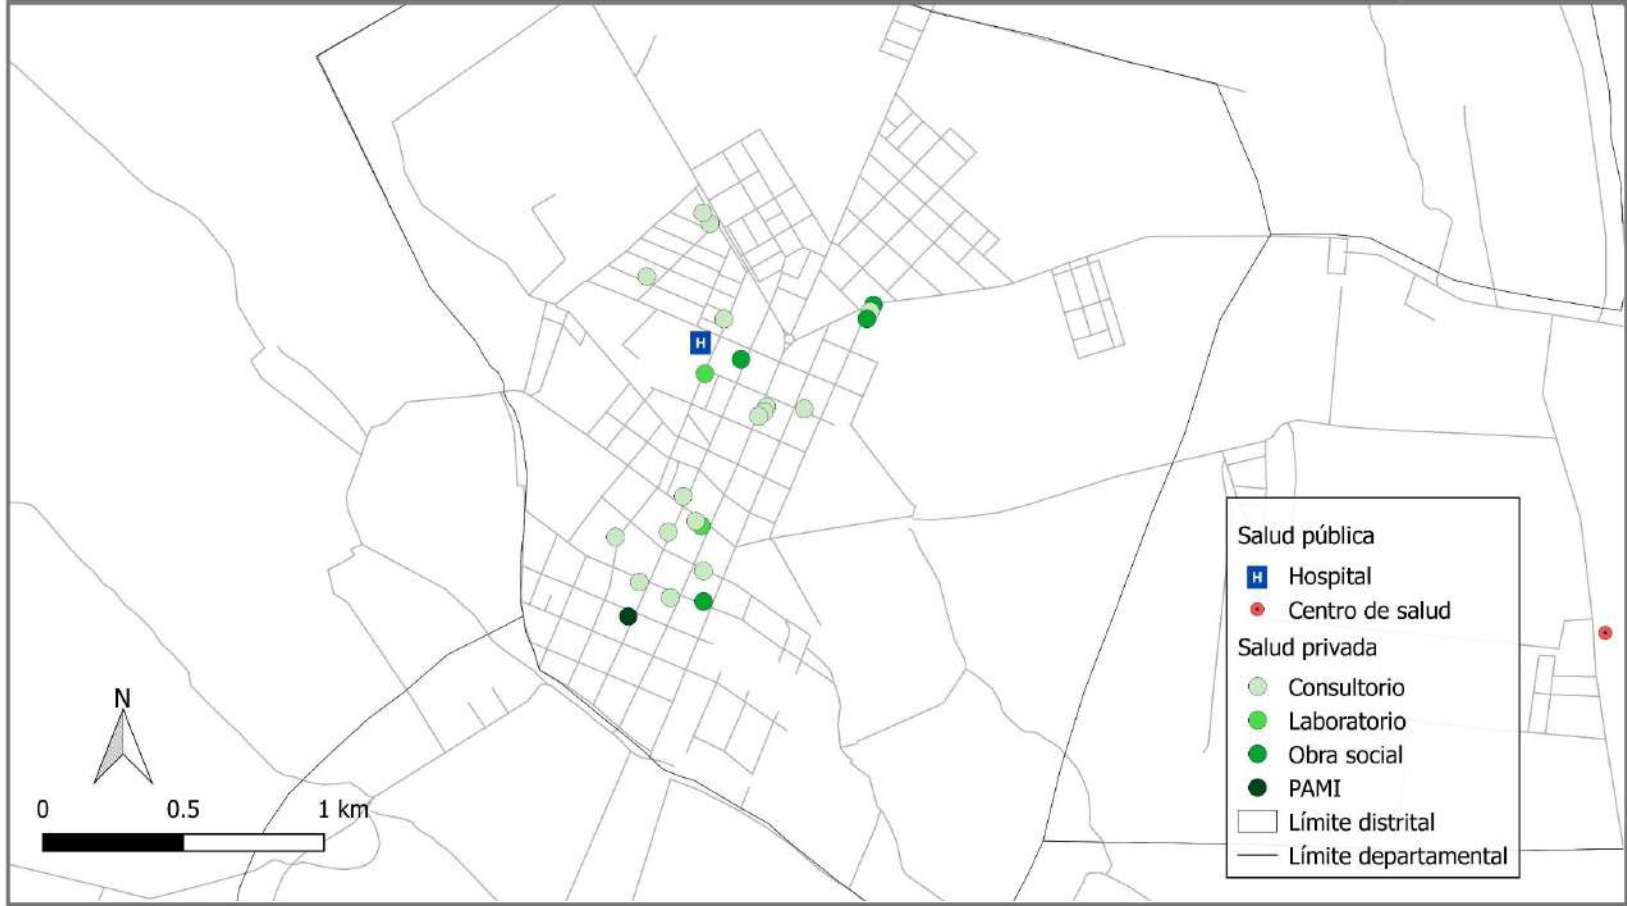 H
N
0 0.5 1 km
Salud pública
H Hospital
Centro de salud
Salud privada
Consultorio
Laboratorio
Obra social
PAMI
Límite distrital
Límite departamental